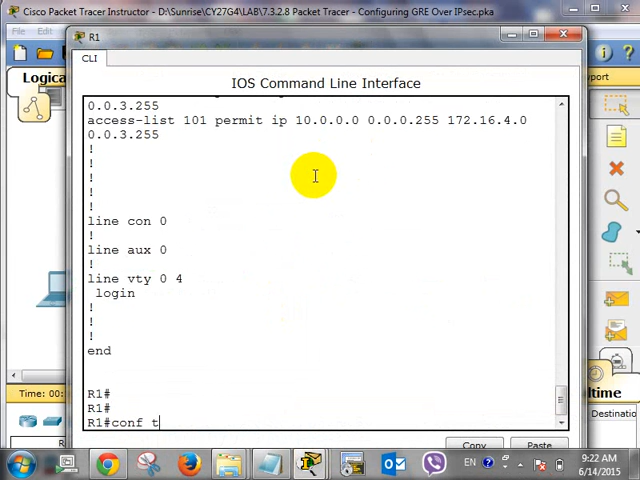 Cisco Packet Tracer Instructor - D:\Sunrise\CY27G4\LAB\7.3.2.8 Packet Tracer - Configuring GRE Over IPsec.pka
File
R1
CLI
Logica
port
IOS Command Line Interface
0.0.3.255
access-list 101 permit ip 10.0.0.0 0.0.0.255 172.16.4.0
0.0.3.255
!
!
!
!
!
line con 0
!
line aux 0
!
line vty 0 4
login
!
!
!
end
R1#
R1#
R1#conf t
Copy
Paste
Time: 00:
ltime
Destinatio
EN
9:22 AM
6/14/2015